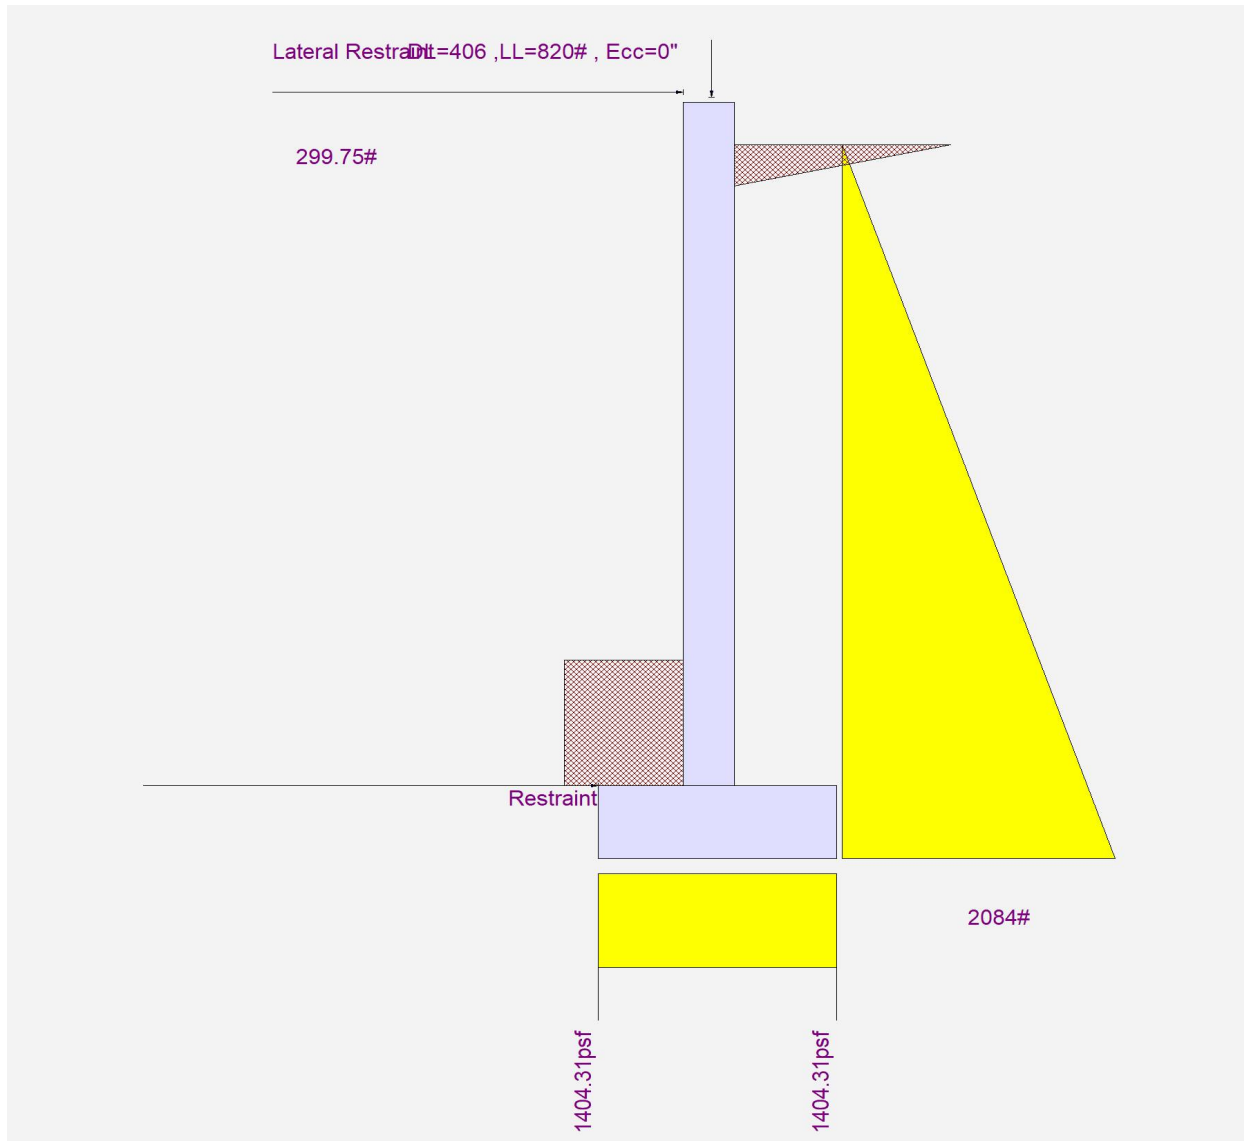 Lateral Restraint
DL=406 ,LL=820# , Ecc=0"
299.75#
Restraint
2084#
1404.31psf
1404.31psf